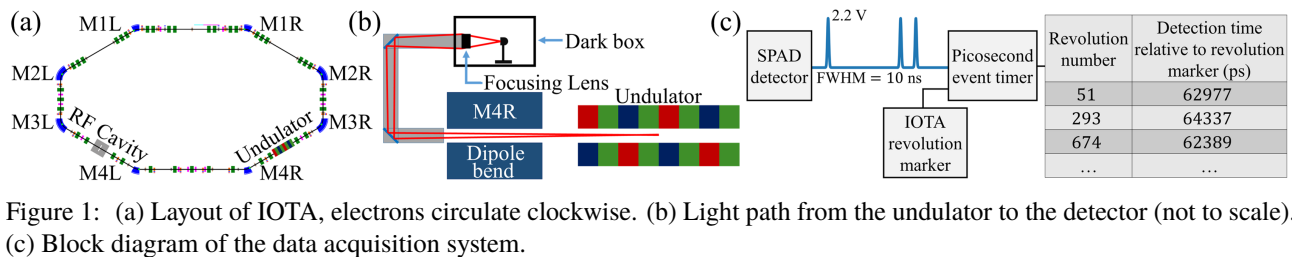 (a)
M1L
M1R
M2L
M2R
M3L
M3R
RF Cavity
Undulator
M4L
M4R
(b)
Dark box
Focusing Lens
M4R
Undulator
Dipole
bend
(c)
2.2 V
SPAD
detector
FWHM = 10 ns
Picosecond
event timer
IOTA
revolution
marker
Revolution
number
Detection time
relative to revolution
marker (ps)
51 62977
293 64337
674 62389
... ...
Figure 1: (a) Layout of IOTA, electrons circulate clockwise. (b) Light path from the undulator to the detector (not to scale).
(c) Block diagram of the data acquisition system.